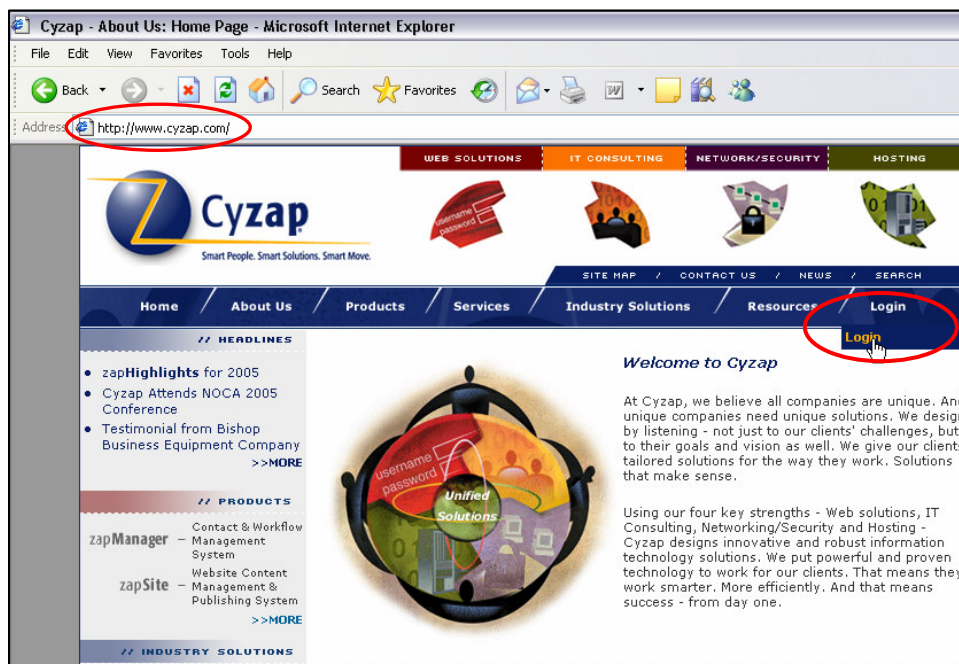 Cyzap - About Us: Home Page - Microsoft Internet Explorer
File Edit View Favorites Tools Help
Back Search Favorites
Address http://www.cyzap.com/
WEB SOLUTIONS IT CONSULTING NETWORK/SECURITY HOSTING
username
password
Cyzap
Smart People. Smart Solutions. Smart Move.
SITE MAP / CONTACT US / NEWS / SEARCH
Home / About Us / Products / Services / Industry Solutions / Resources / Login
Login
// HEADLINES
• zapHighlights for 2005
• Cyzap Attends NOCA 2005
Conference
• Testimonial from Bishop
Business Equipment Company
>>MORE
// PRODUCTS
zapManager – Contact & Workflow
Management
System
zapSite – Website Content
Management &
Publishing System
>>MORE
// INDUSTRY SOLUTIONS
username
password
Unified
Solutions
Welcome to Cyzap
At Cyzap, we believe all companies are unique. And
unique companies need unique solutions. We design
by listening - not just to our clients' challenges, but
to their goals and vision as well. We give our clients
tailored solutions for the way they work. Solutions
that make sense.
Using our four key strengths - Web solutions, IT
Consulting, Networking/Security and Hosting -
Cyzap designs innovative and robust information
technology solutions. We put powerful and proven
technology to work for our clients. That means they
work smarter. More efficiently. And that means
success - from day one.